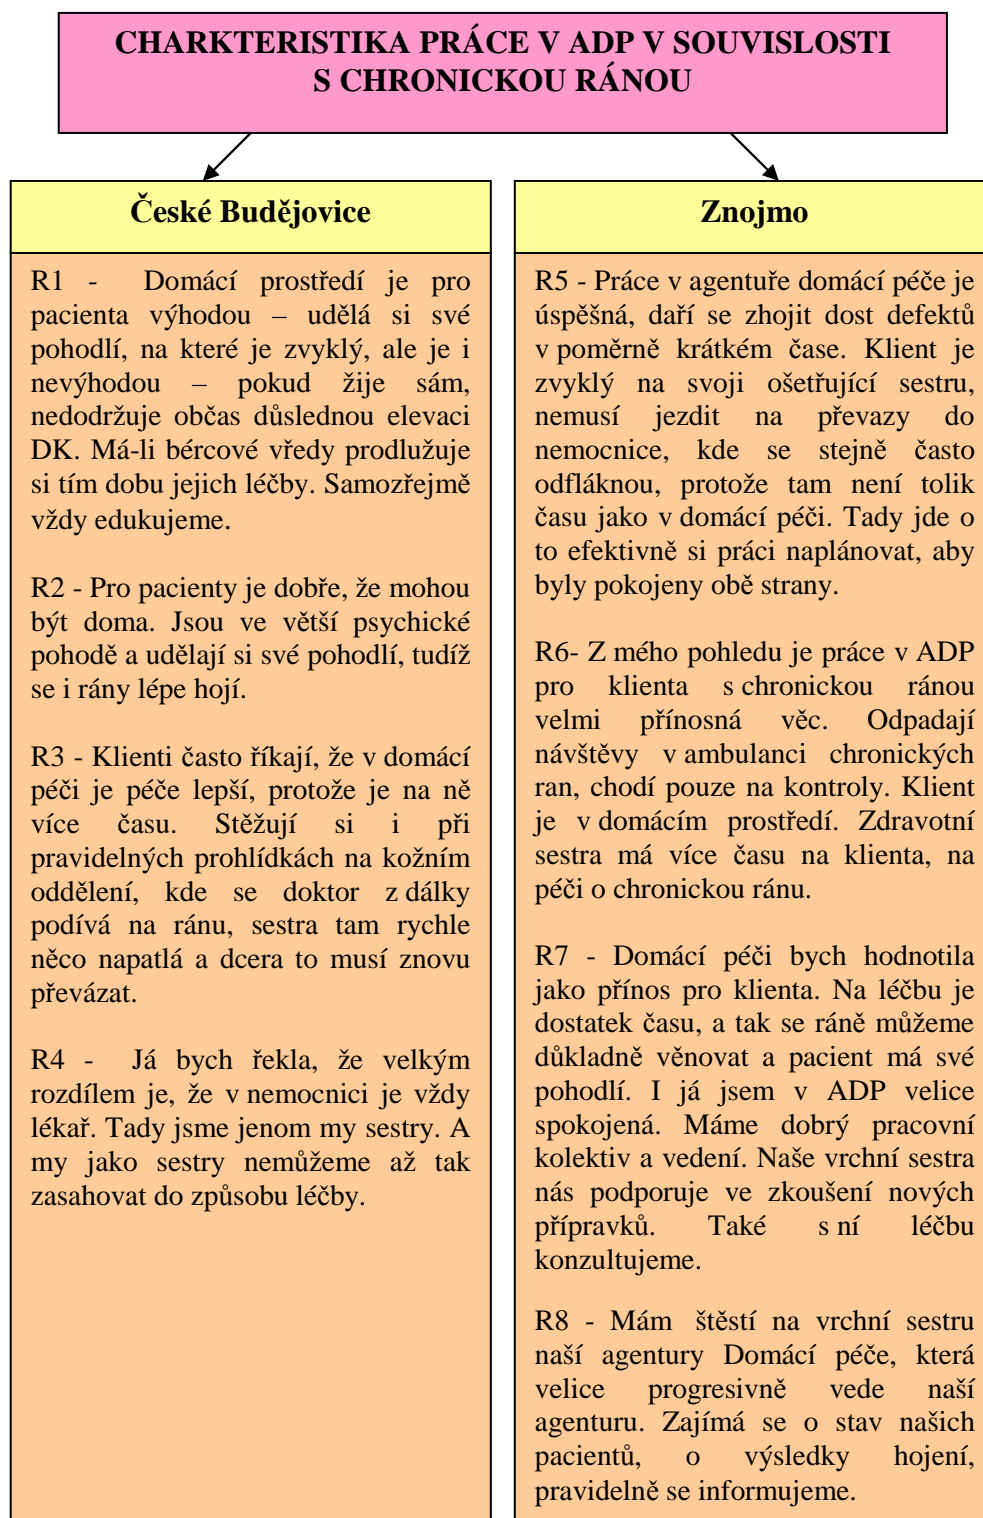 CHARKTERISTIKA PRÁCE V ADP V SOUVISLOSTI
S CHRONICKOU RÁNOU
České Budějovice
R1 - Domácí prostředí je pro
pacienta výhodou – udělá si své
pohodlí, na které je zvyklý, ale je i
nevýhodou – pokud žije sám,
nedodržuje občas důslednou elevaci
DK. Má-li bércové vředy prodlužuje
si tím dobu jejich léčby. Samozřejmě
vždy edukujeme.
R2 - Pro pacienty je dobře, že mohou
být doma. Jsou ve větší psychické
pohodě a udělají si své pohodlí, tudíž
se i rány lépe hojí.
R3 - Klienti často říkají, že v domácí
péči je péče lepší, protože je na ně
více času. Stěžují si i při
pravidelných prohlídkách na kožním
oddělení, kde se doktor z dálky
podívá na ránu, sestra tam rychle
něco napatlá a dcera to musí znovu
převázat.
R4 - Já bych řekla, že velkým
rozdílem je, že v nemocnici je vždy
lékař. Tady jsme jenom my sestry. A
my jako sestry nemůžeme až tak
zasahovat do způsobu léčby.
Znojmo
R5 - Práce v agentuře domácí péče je
úspěšná, daří se zhojit dost defektů
v poměrně krátkém čase. Klient je
zvyklý na svoji ošetřující sestru,
nemusí jezdit na převazy do
nemocnice, kde se stejně často
odfláknou, protože tam není tolik
času jako v domácí péči. Tady jde o
to efektivně si práci naplánovat, aby
byly pokojeny obě strany.
R6- Z mého pohledu je práce v ADP
pro klienta s chronickou ránou
velmi přínosná věc. Odpadají
návštěvy v ambulanci chronických
ran, chodí pouze na kontroly. Klient
je v domácím prostředí. Zdravotní
sestra má více času na klienta, na
péči o chronickou ránu.
R7 - Domácí péči bych hodnotila
jako přínos pro klienta. Na léčbu je
dostatek času, a tak se ráně můžeme
důkladně věnovat a pacient má své
pohodlí. I já jsem v ADP velice
spokojená. Máme dobrý pracovní
kolektiv a vedení. Naše vrchní sestra
nás podporuje ve zkoušení nových
přípravků. Také s ní léčbu
konzultujeme.
R8 - Mám štěstí na vrchní sestru
naší agentury Domácí péče, která
velice progresivně vede naší
agenturu. Zajímá se o stav našich
pacientů, o výsledky hojení,
pravidelně se informujeme.